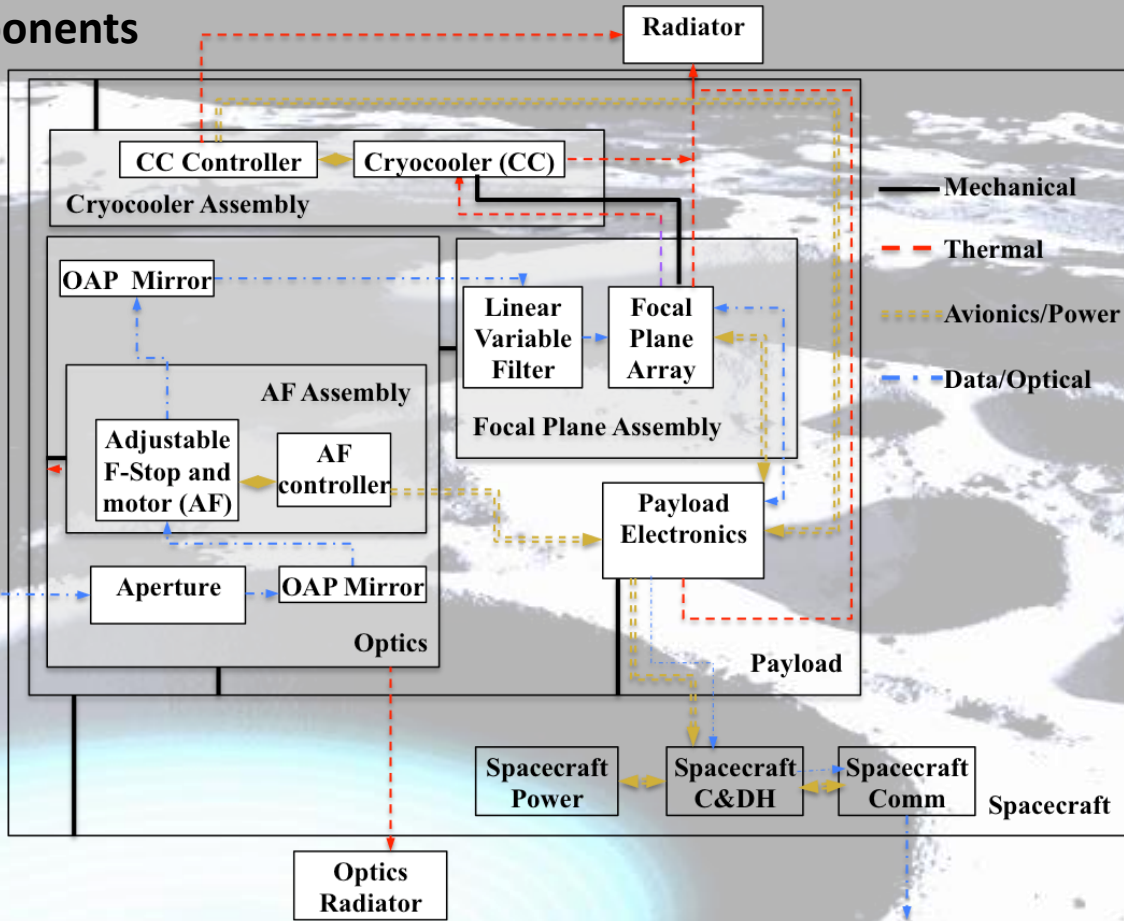 ponents
Radiator
CC Controller
Cryocooler (CC)
Cryocooler Assembly
Mechanical
Thermal
Avionics/Power
Data/Optical
OAP Mirror
Linear
Variable
Filter
Focal
Plane
Array
AF Assembly
Focal Plane Assembly
Adjustable
F-Stop and
motor (AF)
AF
controller
Payload
Electronics
Aperture
OAP Mirror
Optics
Payload
Spacecraft
Power
Spacecraft
C&DH
Spacecraft
Comm
Spacecraft
Optics
Radiator